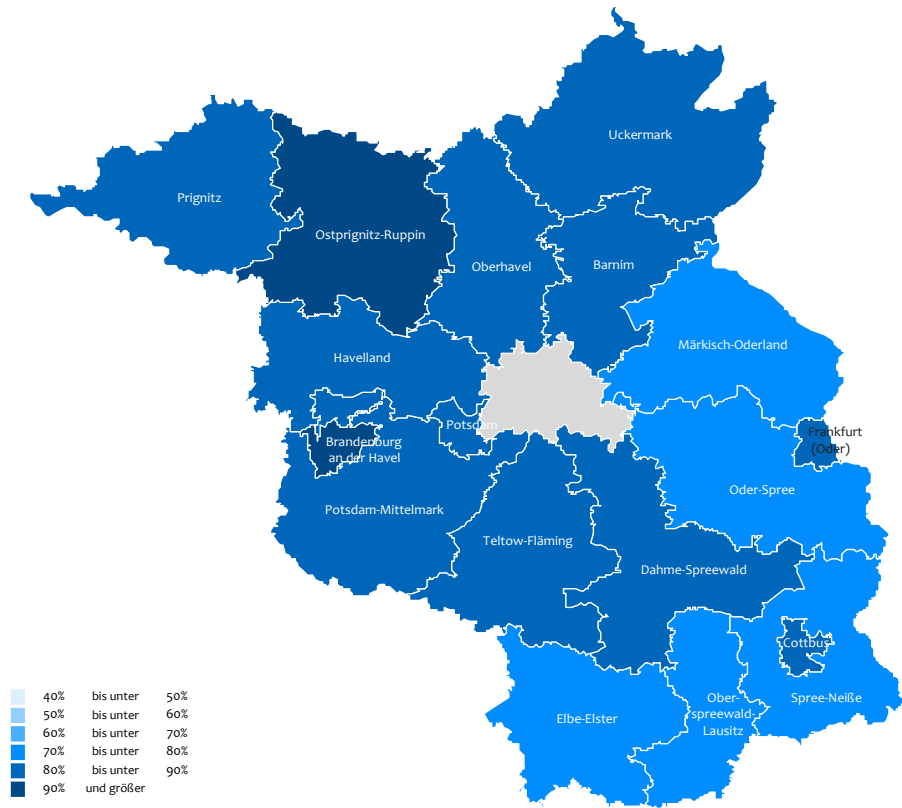 Uckermark
Prignitz
Ostprignitz-Ruppin
Oberhavel
Barnim
Märkisch-Oderland
Havelland
Potsdam
Frankfurt
(Oder)
Brandenburg
an der Havel
Oder-Spree
Potsdam-Mittelmark
Teltow-Fläming
Dahme-Spreewald
Cottbus
Ober-
spreewald-
Lausitz
Spree-Neiße
Elbe-Elster
40% bis unter 50%
50% bis unter 60%
60% bis unter 70%
70% bis unter 80%
80% bis unter 90%
90% und größer